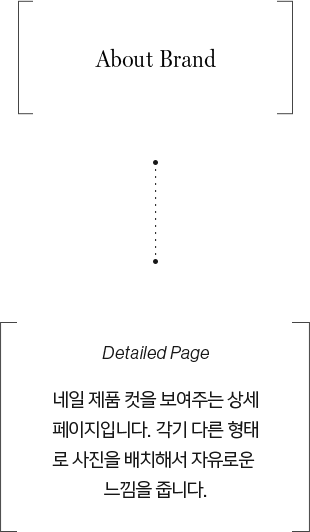 About Brand
Detailed Page
네일 제품 컷을 보여주는 상세
페이지입니다. 각기 다른 형태
로 사진을 배치해서 자유로운
느낌을 줍니다.